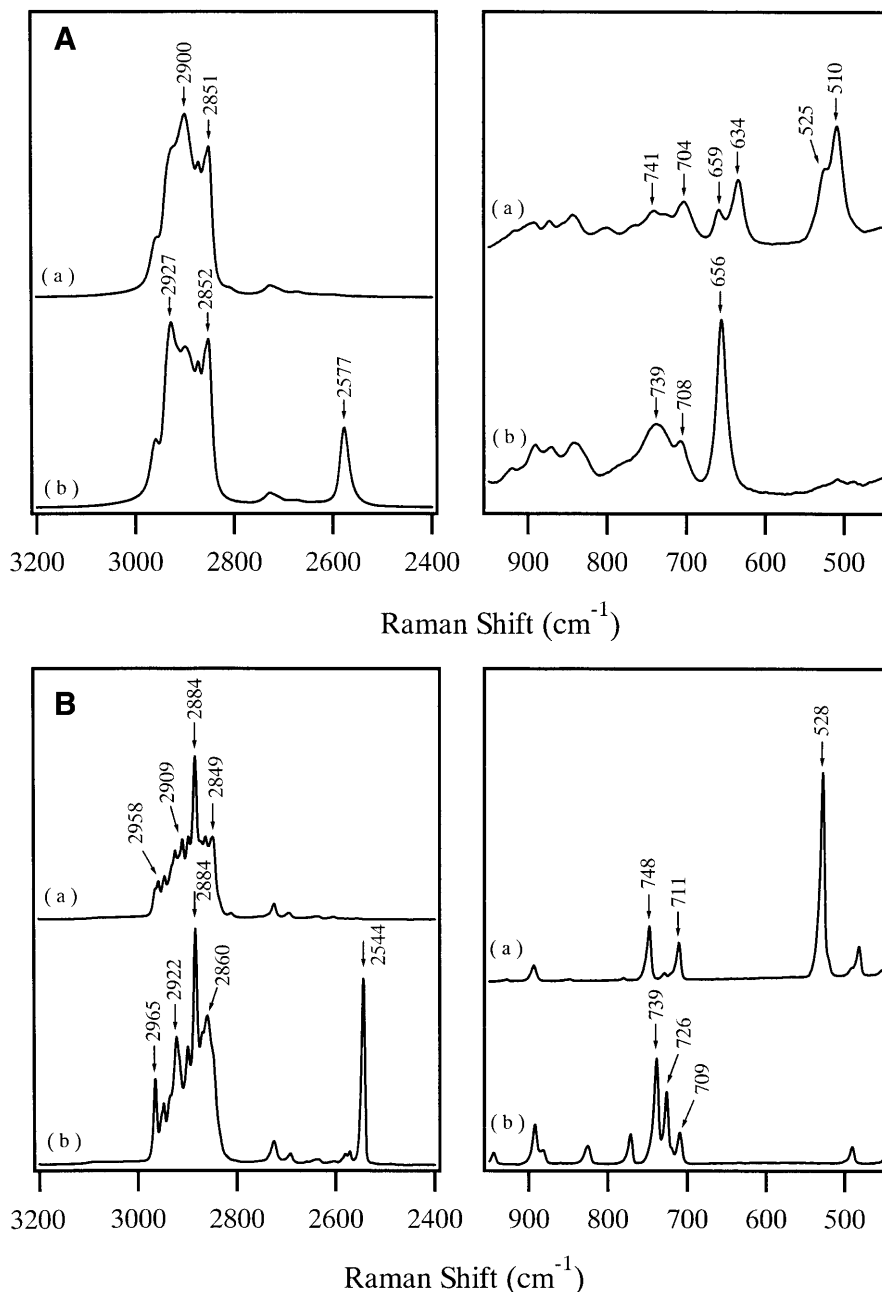 A
2900
2851
(a)
2927
2852
2577
(b)
3200 3000 2800 2600 2400
741
704
659
634
525
510
(a)
656
739
708
(b)
900 800 700 600 500
Raman Shift (cm-1)
B
2958
2909
2884
2849
(a)
2965
2922
2884
2860
2544
(b)
3200 3000 2800 2600 2400
748
711
528
(a)
739
726
709
(b)
900 800 700 600 500
Raman Shift (cm-1)